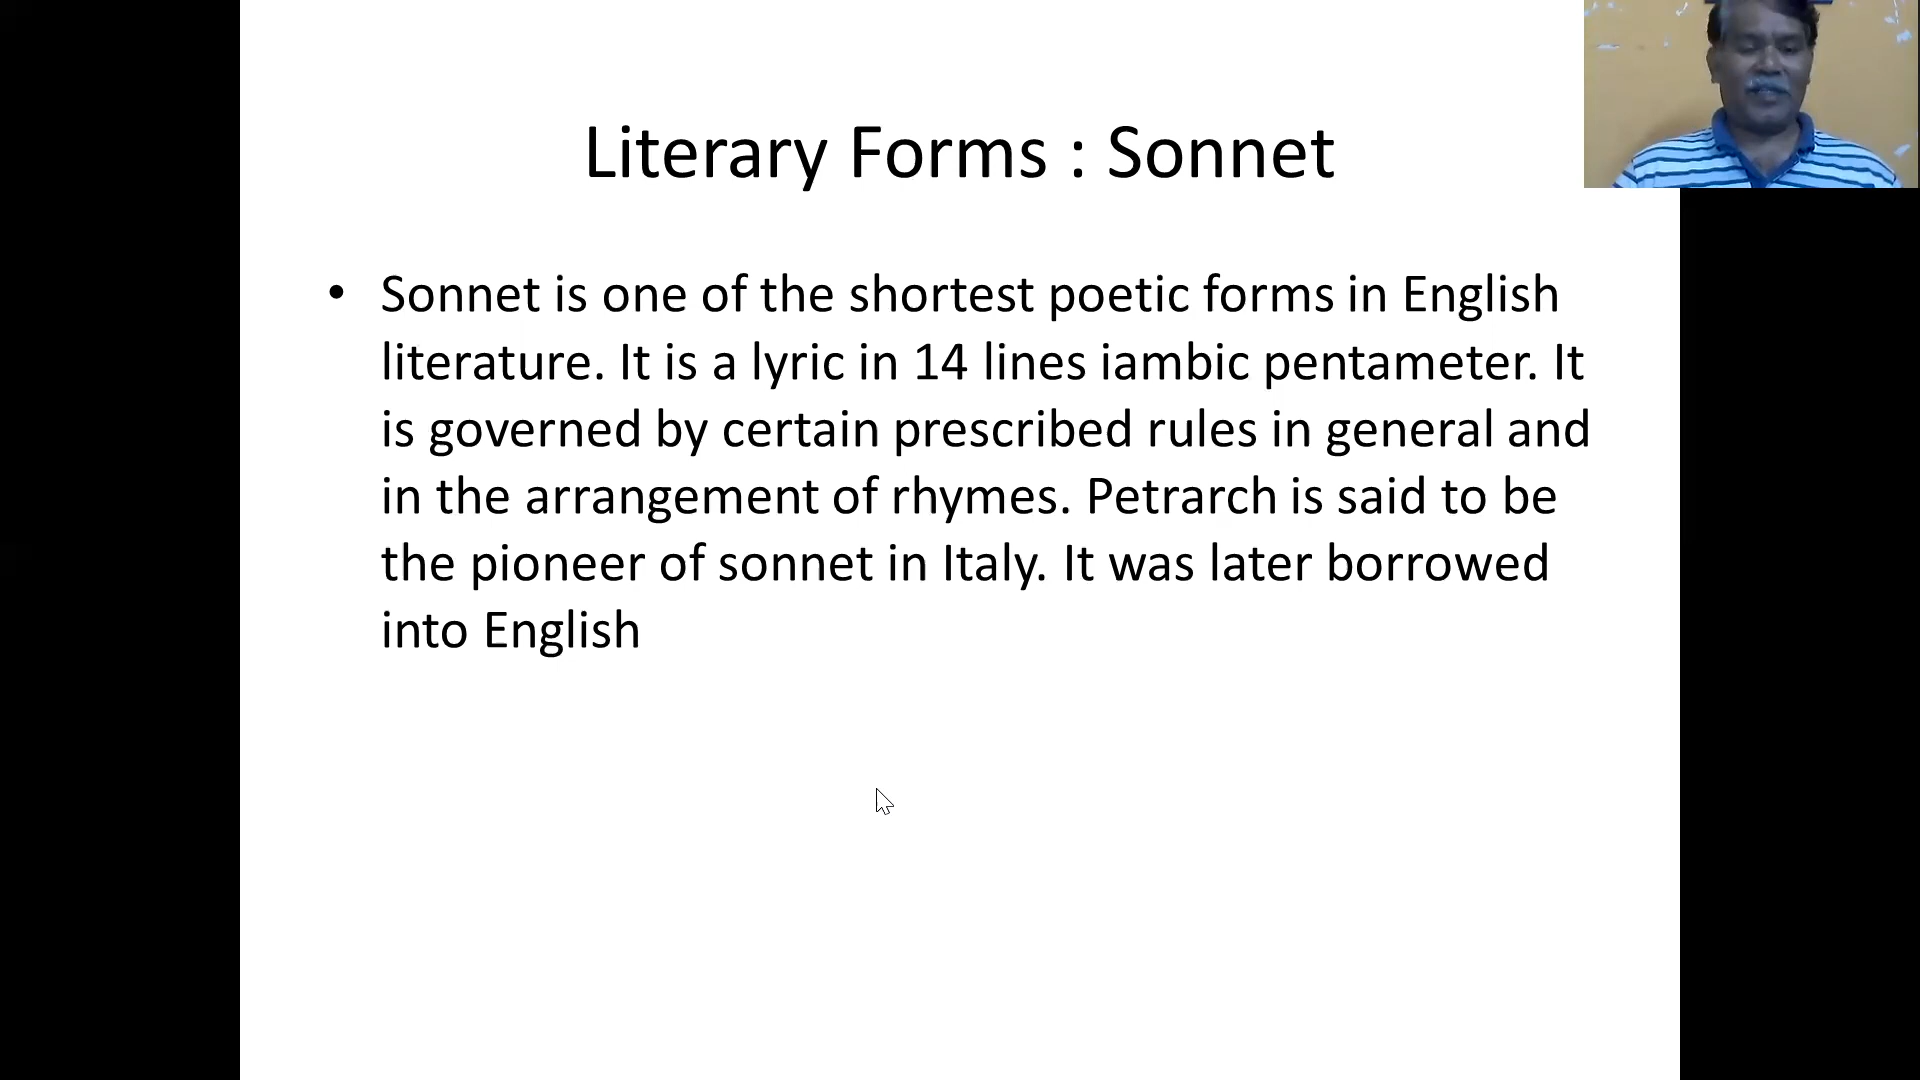 Literary Forms : Sonnet
• Sonnet is one of the shortest poetic forms in English
literature. It is a lyric in 14 lines iambic pentameter. It
is governed by certain prescribed rules in general and
in the arrangement of rhymes. Petrarch is said to be
the pioneer of sonnet in Italy. It was later borrowed
into English